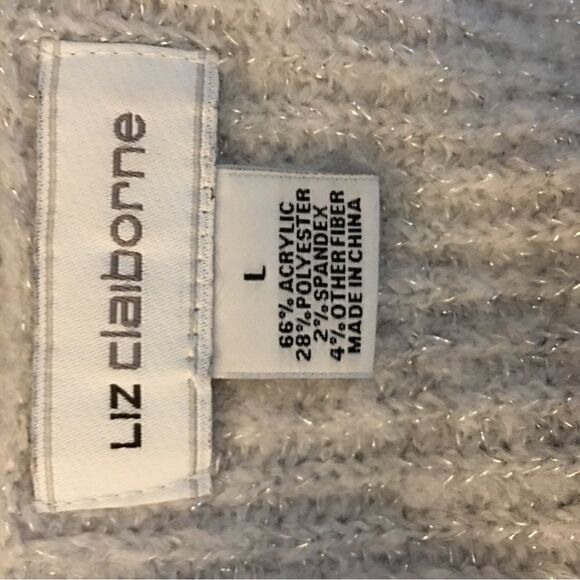 LIZ claiborne
L
66% ACRYLIC
28% POLYESTER
2% SPANDEX
4% OTHER FIBER
MADE IN CHINA